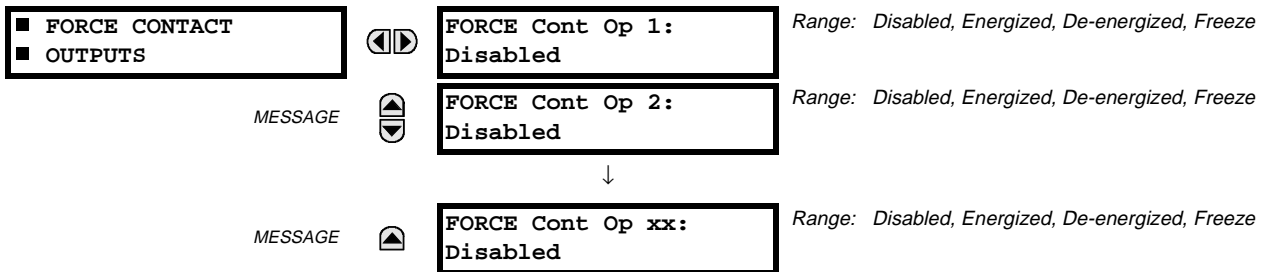 ■ FORCE CONTACT
■ OUTPUTS
FORCE Cont Op 1:
Disabled
Range: Disabled, Energized, De-energized, Freeze
MESSAGE
FORCE Cont Op 2:
Disabled
Range: Disabled, Energized, De-energized, Freeze
↓
MESSAGE
FORCE Cont Op xx:
Disabled
Range: Disabled, Energized, De-energized, Freeze